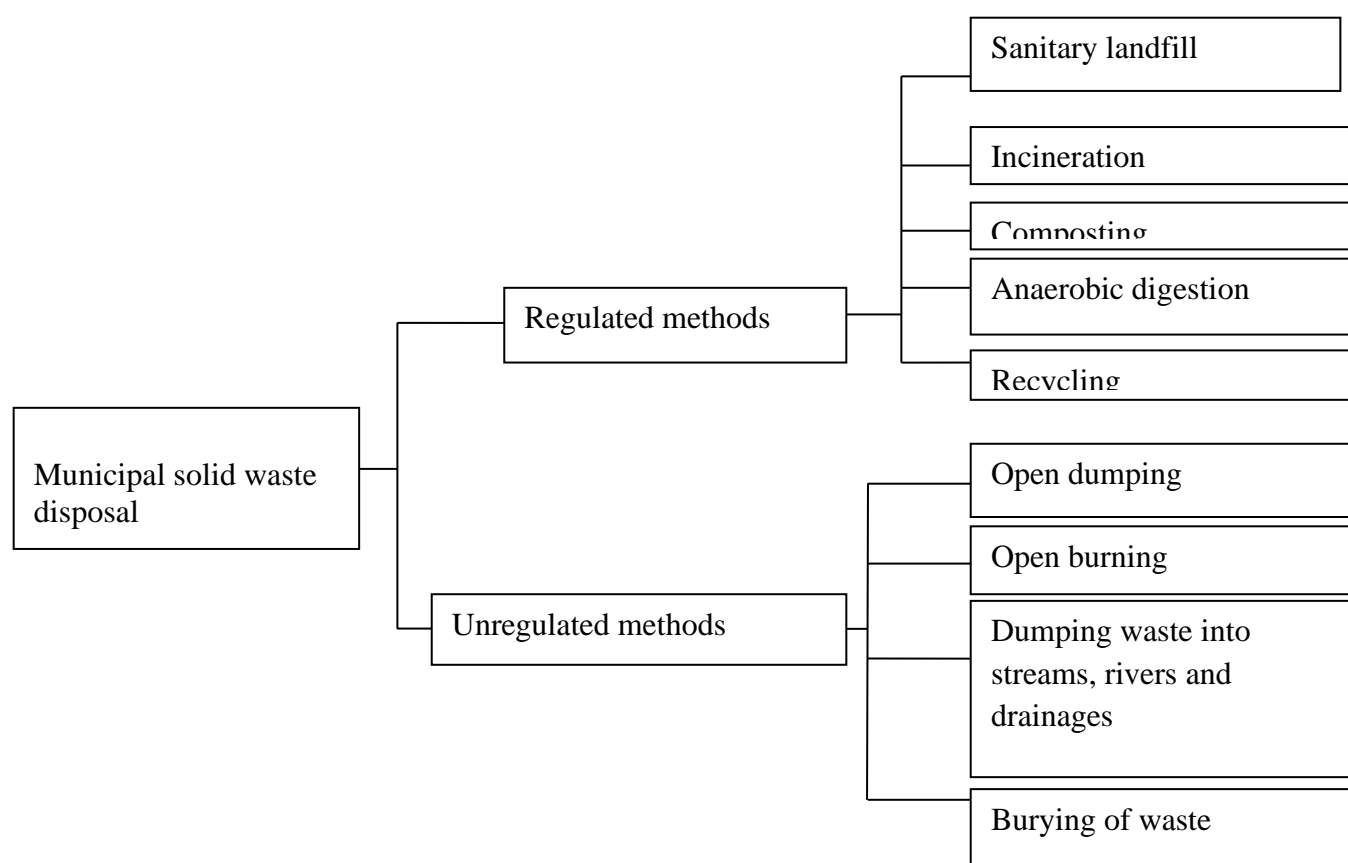 Sanitary landfill
Incineration
Composting
Anaerobic digestion
Regulated methods
Recycling
Municipal solid waste
disposal
Open dumping
Open burning
Unregulated methods
Dumping waste into
streams, rivers and
drainages
Burying of waste